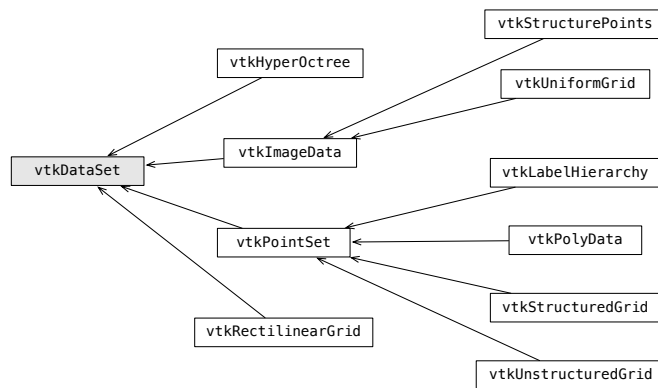 vtkStructurePoints
vtkHyperOctree
vtkUniformGrid
vtkImageData
vtkDataSet
vtkLabelHierarchy
vtkPointSet
vtkPolyData
vtkStructuredGrid
vtkRectilinearGrid
vtkUnstructuredGrid